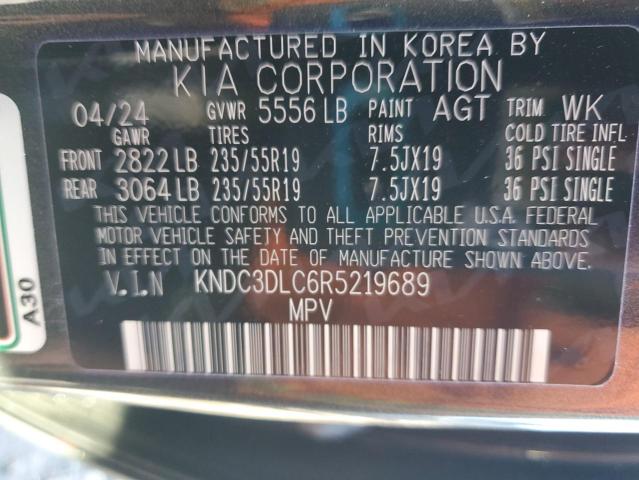 MANUFACTURED IN KOREA BY
KIA CORPORATION
04/24 GVWR 5556 LB PAINT AGT TRIM WK
GAWR TIRES RIMS COLD TIRE INFL
FRONT 2822 LB 235/55R19 7.5JX19 36 PSI SINGLE
REAR 3064 LB 235/55R19 7.5JX19 36 PSI SINGLE
THIS VEHICLE CONFORMS TO ALL APPLICABLE U.S.A. FEDERAL
MOTOR VEHICLE SAFETY AND THEFT PREVENTION STANDARDS
IN EFFECT ON THE DATE OF MANUFACTURE SHOWN ABOVE.
V.I.N KNDC3DLC6R5219689
MPV
A30